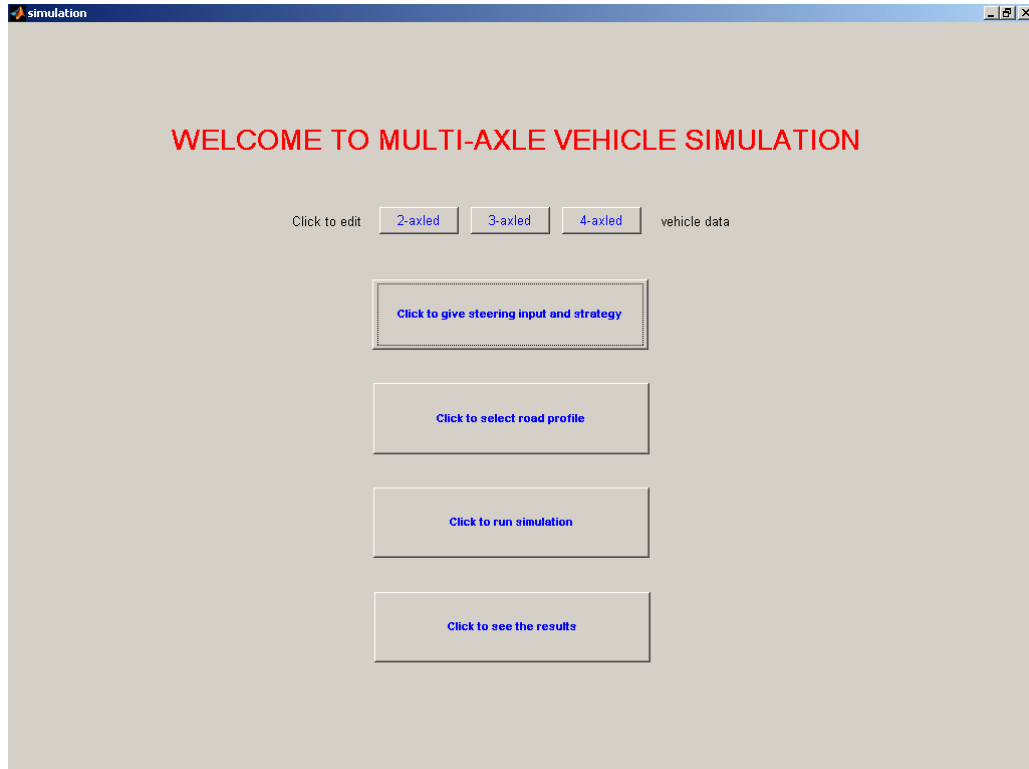 simulation
WELCOME TO MULTI-AXLE VEHICLE SIMULATION
Click to edit 2-axled 3-axled 4-axled vehicle data
Click to give steering input and strategy
Click to select road profile
Click to run simulation
Click to see the results